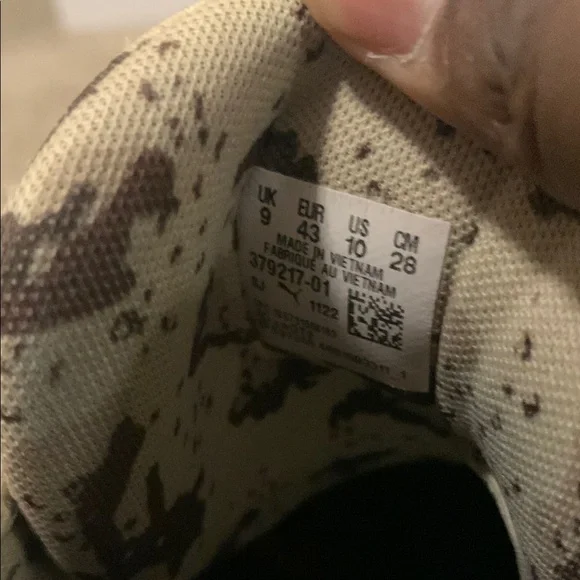 UK EUR US CM
9 43 10 28
MADE IN VIETNAM
FABRIQUÉ AU VIETNAM
379217-01
1122